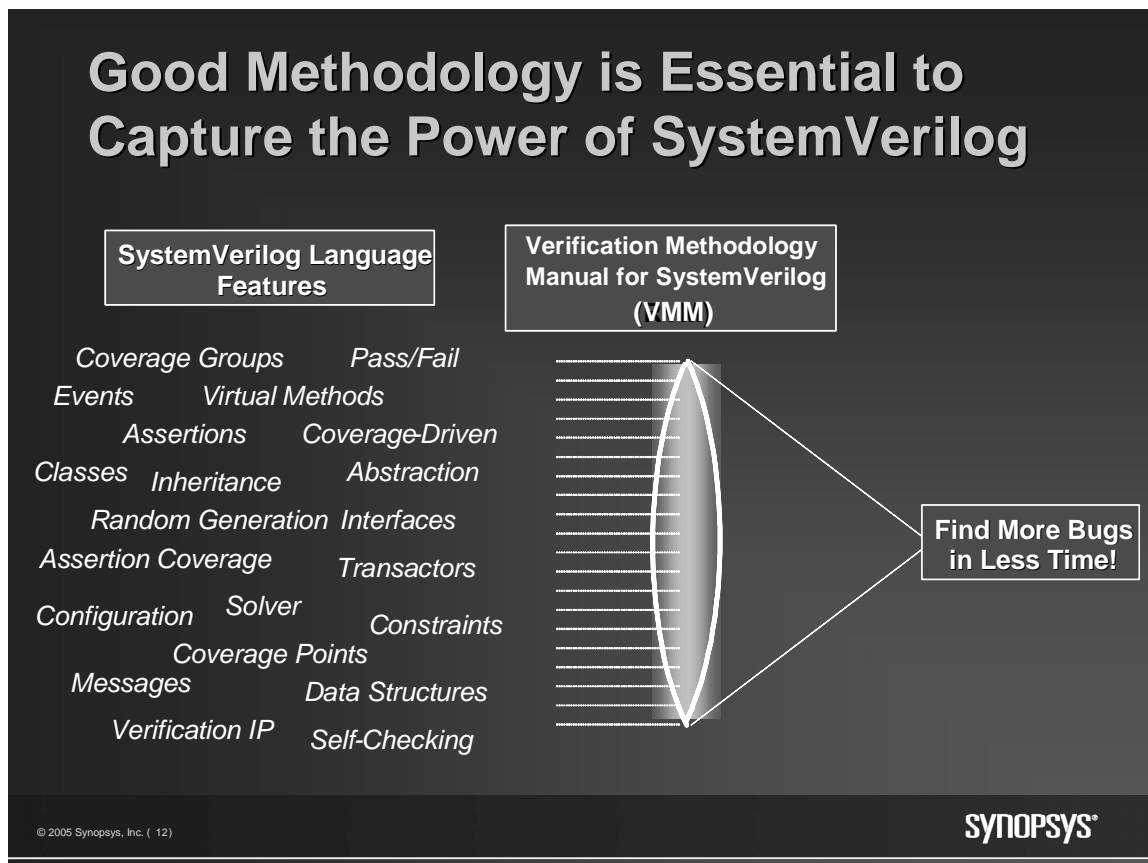 Good Methodology is Essential to
Capture the Power of SystemVerilog
SystemVerilog Language
Features
Verification Methodology
Manual for SystemVerilog
(VMM)
Coverage Groups Pass/Fail
Events Virtual Methods
Assertions Coverage-Driven
Classes Inheritance Abstraction
Random Generation Interfaces
Assertion Coverage Transactors
Configuration Solver Constraints
Coverage Points
Messages Data Structures
Verification IP Self-Checking
Find More Bugs
in Less Time!
© 2005 Synopsys, Inc. ( 12)
SYNOPSYS®